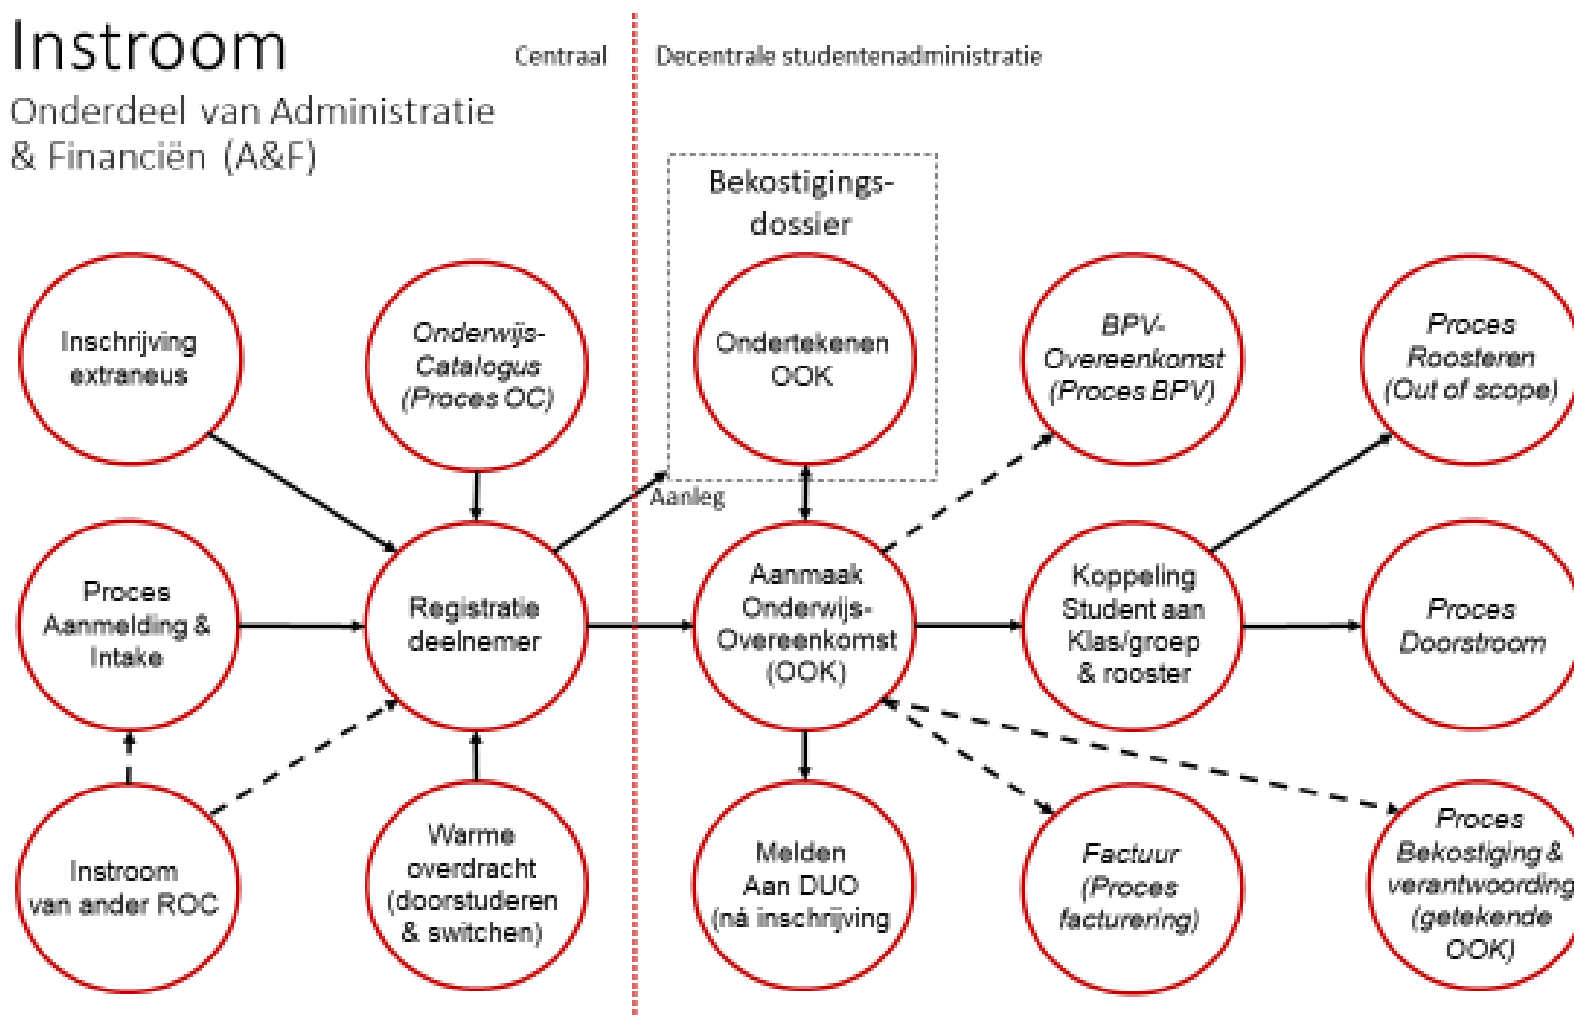 Instroom
Onderdeel van Administratie
& Financiën (A&F)
Centraal
Decentrale studentenadministratie
Bekostigings-
dossier
Inschrijving
extraneus
Onderwijs-
Catalogus
(Proces OC)
Ondertekenen
OOK
BPV-
Overeenkomst
(Proces BPV)
Proces
Roosteren
(Out of scope)
Aanleg
Proces
Aanmelding &
Intake
Registratie
deelnemer
Aanmaak
Onderwijs-
Overeenkomst
(OOK)
Koppeling
Student aan
Klas/groep
& rooster
Proces
Doorstroom
Instroom
van ander ROC
Warme
overdracht
(doorstuderen
& switchen)
Melden
Aan DUO
(ná inschrijving
Factuur
(Proces
facturering)
Proces
Bekostiging &
verantwoording
(getekende
OOK)